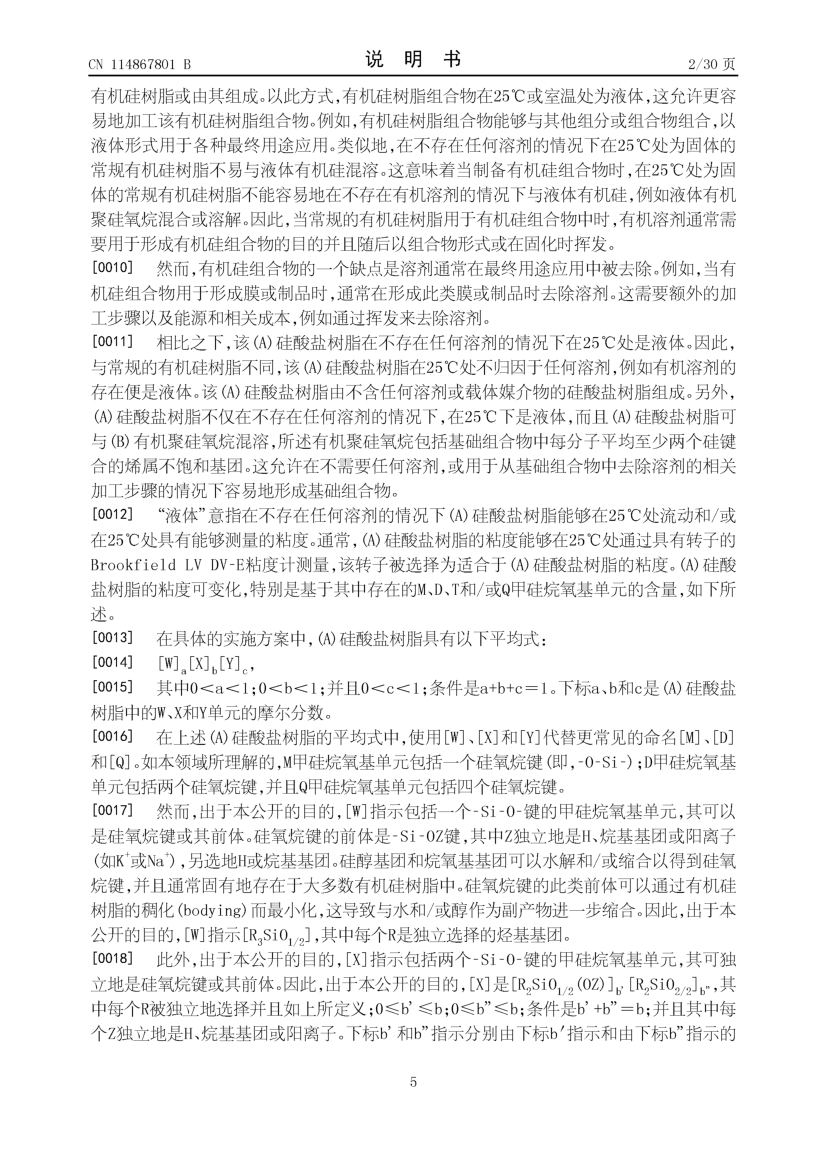 CN 114867801 B
说 明 书
2/30 页
有机硅树脂或由其组成。以此方式,有机硅树脂组合物在25℃或室温处为液体,这允许更容
易地加工该有机硅树脂组合物。例如,有机硅树脂组合物能够与其他组分或组合物组合,以
液体形式用于各种最终用途应用。类似地,在不存在任何溶剂的情况下在25℃处为固体的
常规有机硅树脂不易与液体有机硅混溶。这意味着当制备有机硅组合物时,在25℃处为固
体的常规有机硅树脂不能容易地在不存在有机溶剂的情况下与液体有机硅,例如液体有机
聚硅氧烷混合或溶解。因此,当常规的有机硅树脂用于有机硅组合物中时,有机溶剂通常需
要用于形成有机硅组合物的目的并且随后以组合物形式或在固化时挥发。
[0010] 然而,有机硅组合物的一个缺点是溶剂通常在最终用途应用中被去除。例如,当有
机硅组合物用于形成膜或制品时,通常在形成此类膜或制品时去除溶剂。这需要额外的加
工步骤以及能源和相关成本,例如通过挥发来去除溶剂。
[0011] 相比之下,该(A)硅酸盐树脂在不存在任何溶剂的情况下在25℃处是液体。因此,
与常规的有机硅树脂不同,该(A)硅酸盐树脂在25℃处不归因于任何溶剂,例如有机溶剂的
存在便是液体。该(A)硅酸盐树脂由不含任何溶剂或载体媒介物的硅酸盐树脂组成。另外,
(A)硅酸盐树脂不仅在不存在任何溶剂的情况下,在25℃下是液体,而且(A)硅酸盐树脂可
与(B)有机聚硅氧烷混溶,所述有机聚硅氧烷包括基础组合物中每分子平均至少两个硅键
合的烯属不饱和基团。这允许在不需要任何溶剂,或用于从基础组合物中去除溶剂的相关
加工步骤的情况下容易地形成基础组合物。
[0012] “液体”意指在不存在任何溶剂的情况下(A)硅酸盐树脂能够在25℃处流动和/或
在25℃处具有能够测量的粘度。通常,(A)硅酸盐树脂的粘度能够在25℃处通过具有转子的
Brookfield LV DV-E粘度计测量,该转子被选择为适合于(A)硅酸盐树脂的粘度。(A)硅酸
盐树脂的粘度可变化,特别是基于其中存在的M、D、T和/或Q甲硅烷氧基单元的含量,如下所
述。
[0013] 在具体的实施方案中,(A)硅酸盐树脂具有以下平均式:
[0014] [W]a[X]b[Y]c,
[0015] 其中0<a<1;0<b<1;并且0<c<1;条件是a+b+c=1。下标a、b和c是(A)硅酸盐
树脂中的W、X和Y单元的摩尔分数。
[0016] 在上述(A)硅酸盐树脂的平均式中,使用[W]、[X]和[Y]代替更常见的命名[M]、[D]
和[Q]。如本领域所理解的,M甲硅烷氧基单元包括一个硅氧烷键(即,-O-Si-);D甲硅烷氧基
单元包括两个硅氧烷键,并且Q甲硅烷氧基单元包括四个硅氧烷键。
[0017] 然而,出于本公开的目的,[W]指示包括一个-Si-O-键的甲硅烷氧基单元,其可以
是硅氧烷键或其前体。硅氧烷键的前体是-Si-OZ键,其中Z独立地是H、烷基基团或阳离子
(如K⁺或Na⁺),另选地H或烷基基团。硅醇基团和烷氧基基团可以水解和/或缩合以得到硅氧
烷键,并且通常固有地存在于大多数有机硅树脂中。硅氧烷键的此类前体可以通过有机硅
树脂的稠化(bodying)而最小化,这导致与水和/或醇作为副产物进一步缩合。因此,出于本
公开的目的,[W]指示[R₃SiO₁/₂],其中每个R是独立选择的烃基基团。
[0018] 此外,出于本公开的目的,[X]指示包括两个-Si-O-键的甲硅烷氧基单元,其可独
立地是硅氧烷键或其前体。因此,出于本公开的目的,[X]是[R₂SiO₁/₂(OZ)]b'[R₂SiO₂/₂]b”,其
中每个R被独立地选择并且如上所定义;0≤b'≤b;0≤b”≤b;条件是b'+b”=b;并且其中每
个Z独立地是H、烷基基团或阳离子。下标b'和b”指示分别由下标b′指示和由下标b”指示的
5